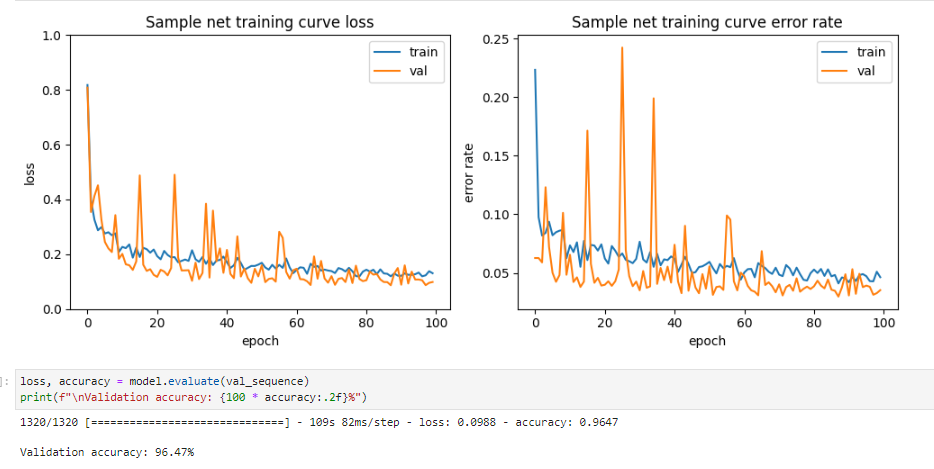 Sample net training curve loss
1.0
0.8
0.6
0.4
0.2
0.0
loss
0 20 40 60 80 100
epoch
train
val
Sample net training curve error rate
0.25
0.20
0.15
0.10
0.05
error rate
0 20 40 60 80 100
epoch
train
val
]: loss, accuracy = model.evaluate(val_sequence)
print(f"\nValidation accuracy: {100 * accuracy:.2f}%")
1320/1320 [==============================] - 109s 82ms/step - loss: 0.0988 - accuracy: 0.9647
Validation accuracy: 96.47%